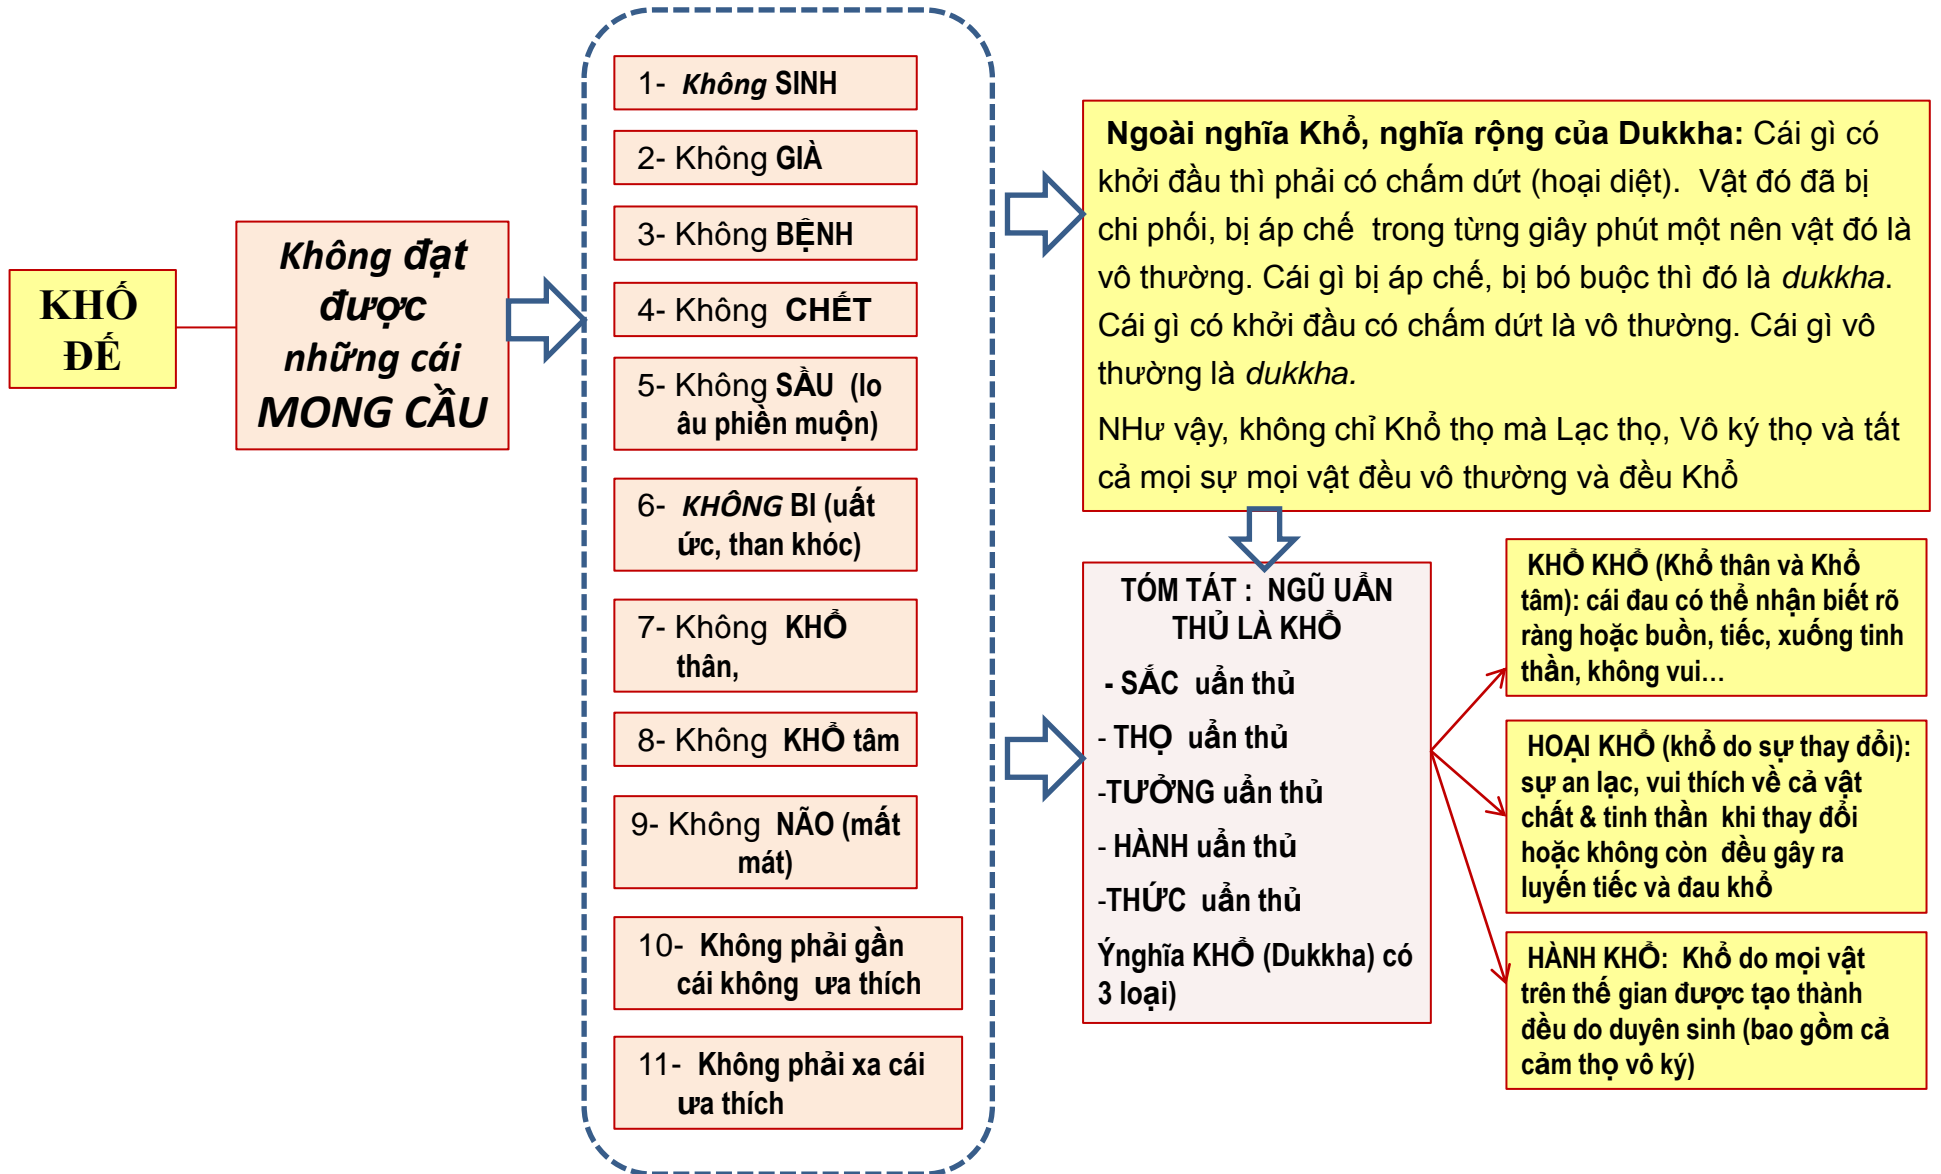 KHỔ
ĐẾ
Không đạt
được
những cái
MONG CẦU
1- Không SINH
2- Không GIÀ
3- Không BỆNH
4- Không CHẾT
5- Không SẦU (lo
âu phiền muộn)
6- KHÔNG BI (uất
ức, than khóc)
7- Không KHỔ
thân,
8- Không KHỔ tâm
9- Không NÃO (mất
mát)
10- Không phải gần
cái không ưa thích
11- Không phải xa cái
ưa thích
Ngoài nghĩa Khổ, nghĩa rộng của Dukkha: Cái gì có
khởi đầu thì phải có chấm dứt (hoại diệt). Vật đó đã bị
chi phối, bị áp chế trong từng giây phút một nên vật đó là
vô thường. Cái gì bị áp chế, bị bó buộc thì đó là dukkha.
Cái gì có khởi đầu có chấm dứt là vô thường. Cái gì vô
thường là dukkha.
NHư vậy, không chỉ Khổ thọ mà Lạc thọ, Vô ký thọ và tất
cả mọi sự mọi vật đều vô thường và đều Khổ
TÓM TÁT : NGŨ UẨN
THỦ LÀ KHỔ
- SẮC uẩn thủ
- THỌ uẩn thủ
-TƯỞNG uẩn thủ
- HÀNH uẩn thủ
-THỨC uẩn thủ
Ýnghĩa KHỔ (Dukkha) có
3 loại)
KHỔ KHỔ (Khổ thân và Khổ
tâm): cái đau có thể nhận biết rõ
ràng hoặc buồn, tiếc, xuống tinh
thần, không vui...
HOẠI KHỔ (khổ do sự thay đổi):
sự an lạc, vui thích về cả vật
chất & tinh thần khi thay đổi
hoặc không còn đều gây ra
luyến tiếc và đau khổ
HÀNH KHỔ: Khổ do mọi vật
trên thế gian được tạo thành
đều do duyên sinh (bao gồm cả
cảm thọ vô ký)